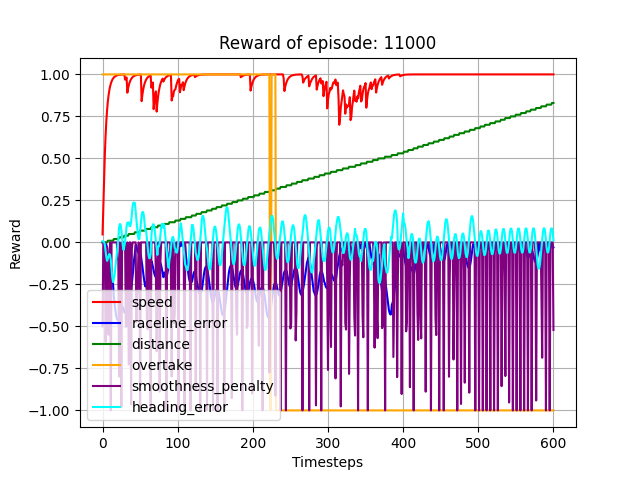 Reward of episode: 11000
1.00
0.75
0.50
0.25
0.00
−0.25
−0.50
−0.75
−1.00
Reward
speed
raceline_error
distance
overtake
smoothness_penalty
heading_error
0 100 200 300 400 500 600
Timesteps